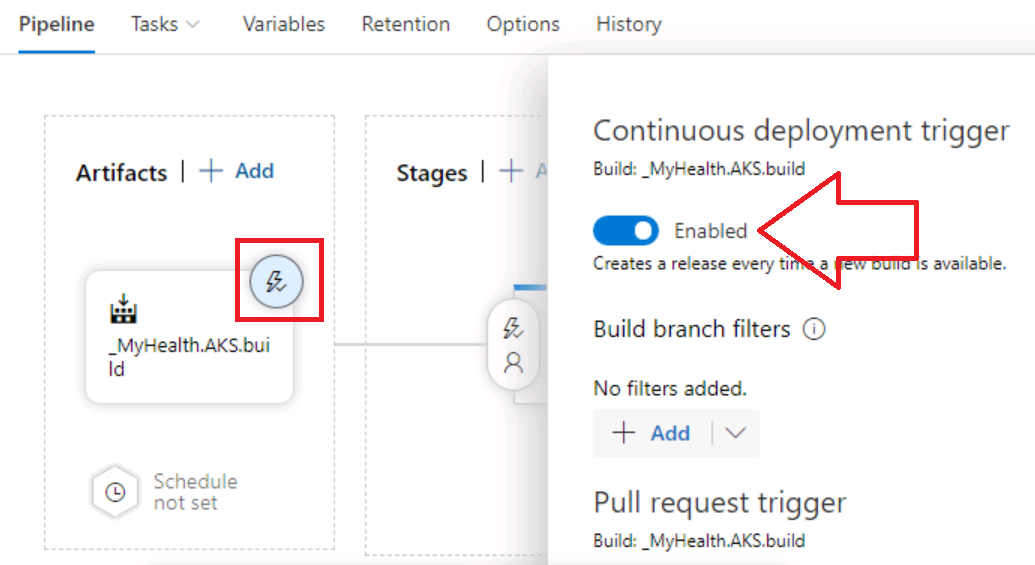 Pipeline Tasks Variables Retention Options History
Artifacts | + Add
_MyHealth.AKS.bui
ld
Schedule
not set
Stages | + A
Continuous deployment trigger
Build: _MyHealth.AKS.build
Enabled
Creates a release every time a new build is available.
Build branch filters
No filters added.
+ Add
Pull request trigger
Build: _MyHealth.AKS.build